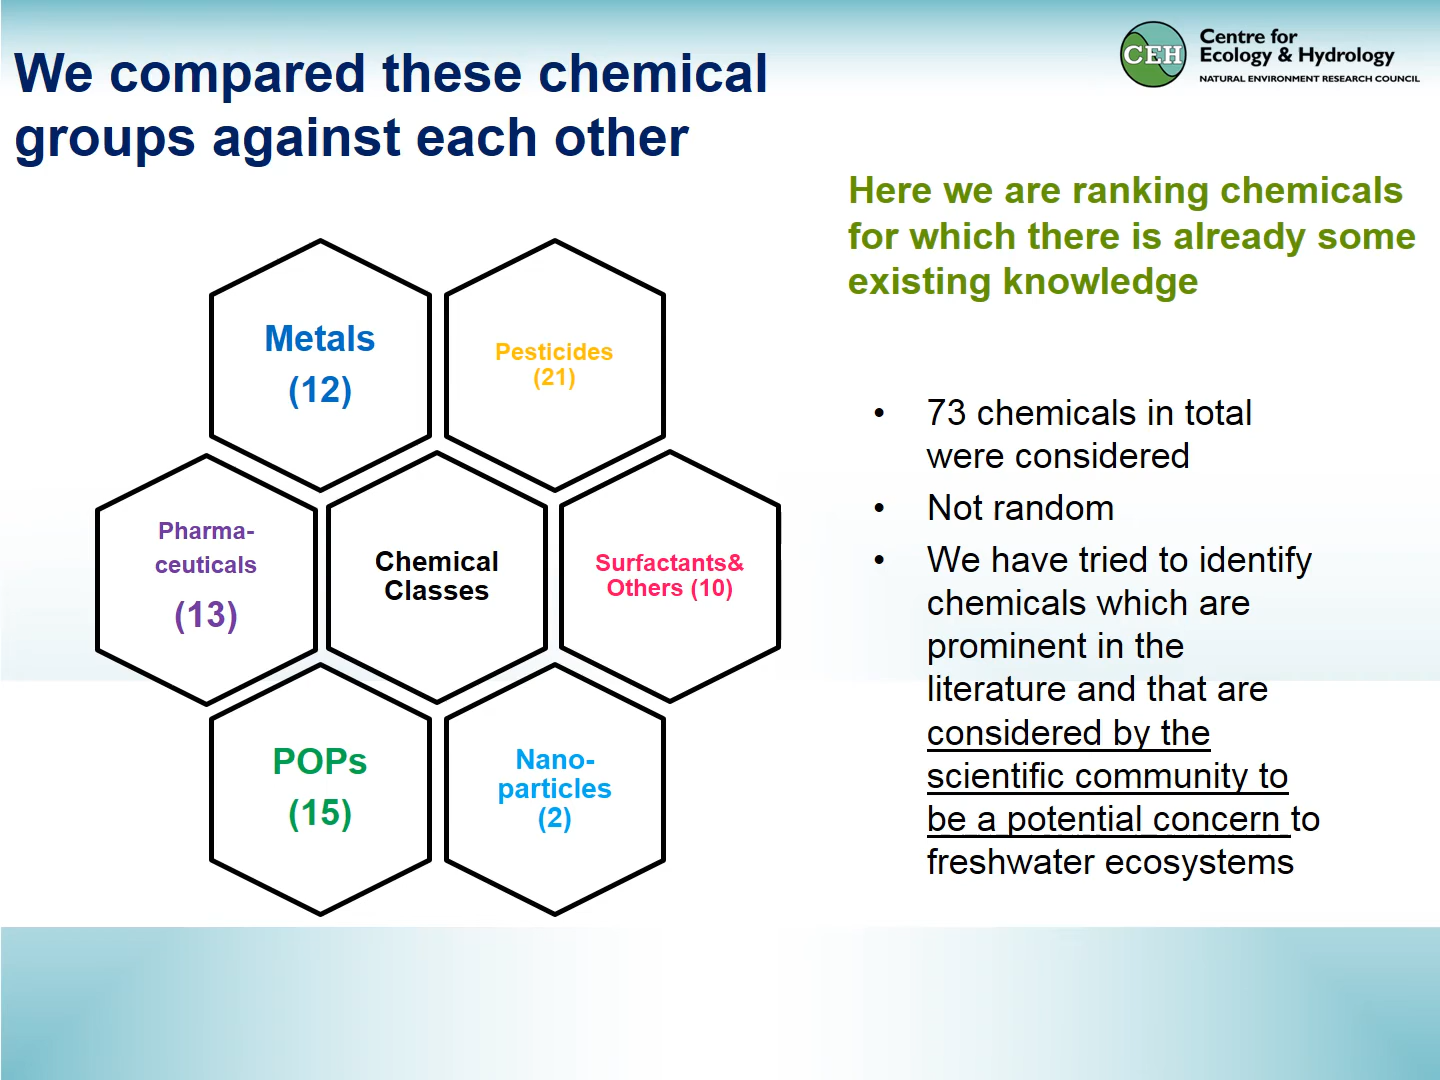 We compared these chemical
groups against each other
CEH
Centre for
Ecology & Hydrology
NATURAL ENVIRONMENT RESEARCH COUNCIL
Here we are ranking chemicals
for which there is already some
existing knowledge
Metals
(12)
Pesticides
(21)
Pharma-
ceuticals
(13)
Chemical
Classes
Surfactants&
Others (10)
POPs
(15)
Nano-
particles
(2)
• 73 chemicals in total
were considered
• Not random
• We have tried to identify
chemicals which are
prominent in the
literature and that are
considered by the
scientific community to
be a potential concern to
freshwater ecosystems